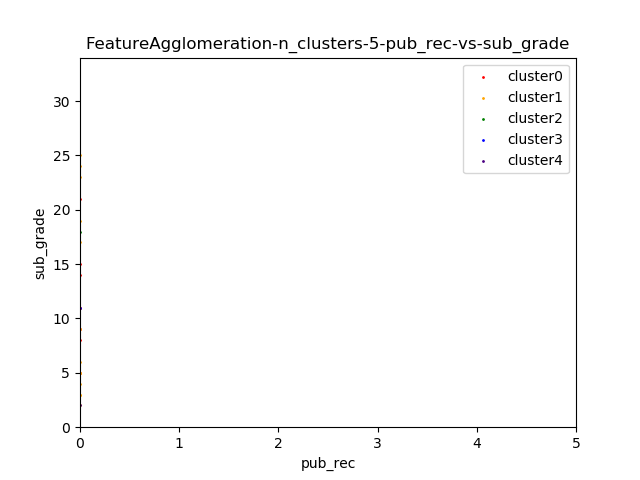 FeatureAgglomeration-n_clusters-5-pub_rec-vs-sub_grade
cluster0
cluster1
cluster2
cluster3
cluster4
30
25
20
15
10
5
0
sub_grade
0 1 2 3 4 5
pub_rec